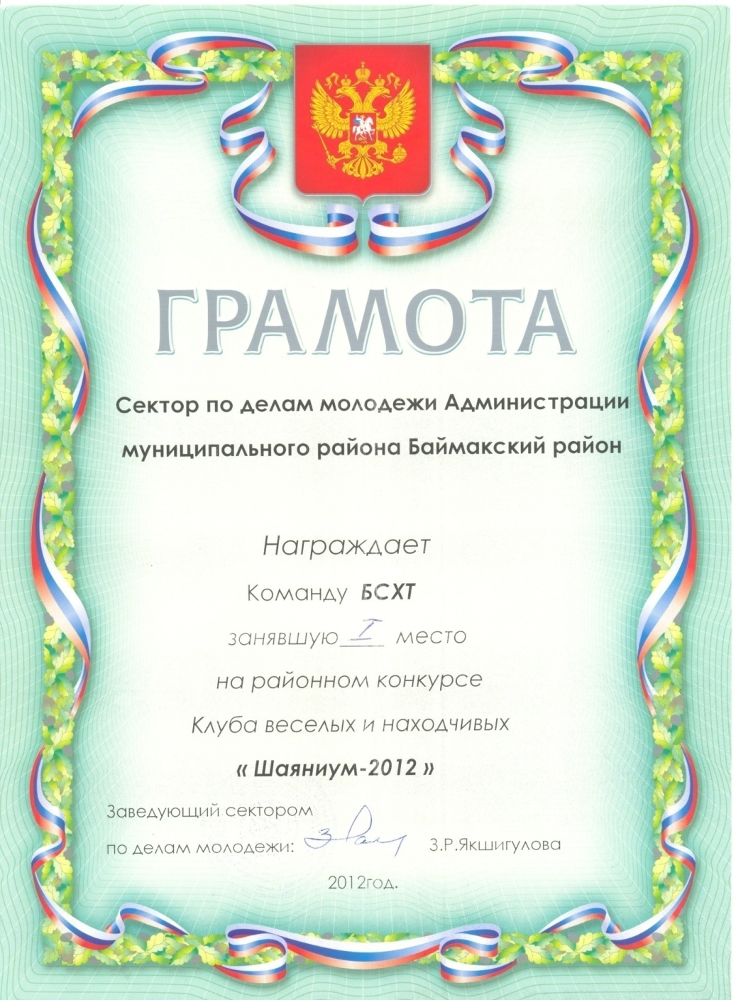 ГРАМОТА
Сектор по делам молодежи Администрации
муниципального района Баймакский район
Награждает
Команду БСХТ
занявшую I место
на районном конкурсе
Клуба веселых и находчивых
« Шаяниум-2012 »
Заведующий сектором
по делам молодежи: З.Р.Якшигулова
2012год.